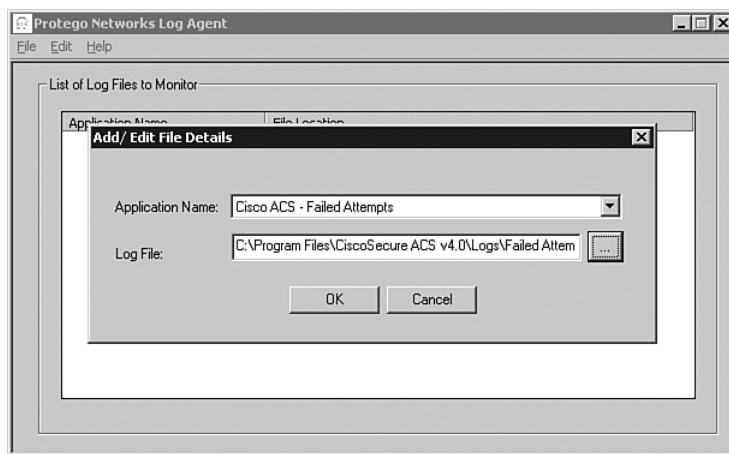 Protego Networks Log Agent
File Edit Help
List of Log Files to Monitor
Application Name File Location
Add/ Edit File Details
Application Name: Cisco ACS - Failed Attempts
Log File: C:\Program Files\CiscoSecure ACS v4.0\Logs\Failed Attem ...
OK Cancel